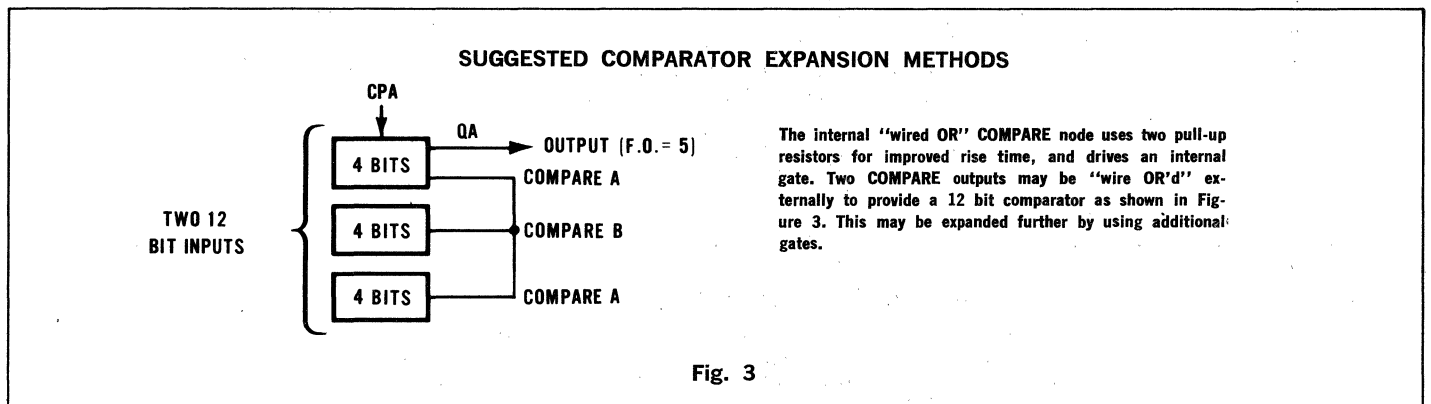 SUGGESTED COMPARATOR EXPANSION METHODS
CPA
QA
OUTPUT (F.O. = 5)
4 BITS
COMPARE A
TWO 12
BIT INPUTS
4 BITS
COMPARE B
4 BITS
COMPARE A
The internal "wired OR" COMPARE node uses two pull-up
resistors for improved rise time, and drives an internal
gate. Two COMPARE outputs may be "wire OR'd" ex-
ternally to provide a 12 bit comparator as shown in Fig-
ure 3. This may be expanded further by using additional
gates.
Fig. 3